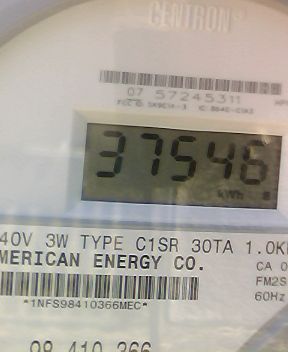 CENTRON
07 57245311
37546
kWh
40V 3W TYPE C1SR 30TA 1.0K
MERICAN ENERGY CO.
CA 0
FM2S
60Hz
*1NFS98410366MEC*
98 410 366